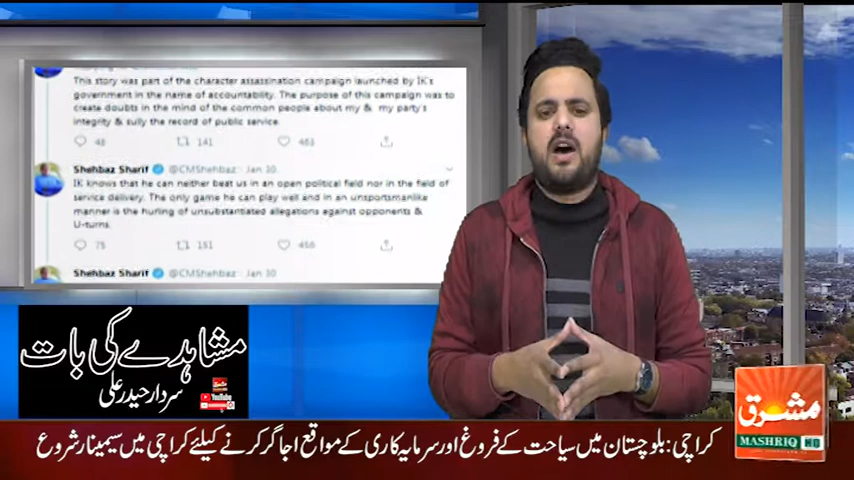 This story was part of the character assassination campaign launched by IK's
government in the name of accountability. The purpose of this campaign was to
create doubts in the mind of the common people about my & my party's
integrity & sully the record of public service.
48 141 463
Shehbaz Sharif @CMShehbaz · Jan 30
IK knows that he can neither beat us in an open political field nor in the field of
service delivery. The only game he can play well and in an unsportsmanlike
manner is the hurling of unsubstantiated allegations against opponents &
U-turns.
75 151 456
Shehbaz Sharif @CMShehbaz · Jan 30
مشاہدے کی بات
سردار حیدر علی
YouTube
مشرق
MASHRIQ HD
کراچی: بلوچستان میں سیاحت کے فروغ اور سرمایہ کاری کے مواقع اجاگر کرنے کیلئے کراچی میں سیمینار شروع